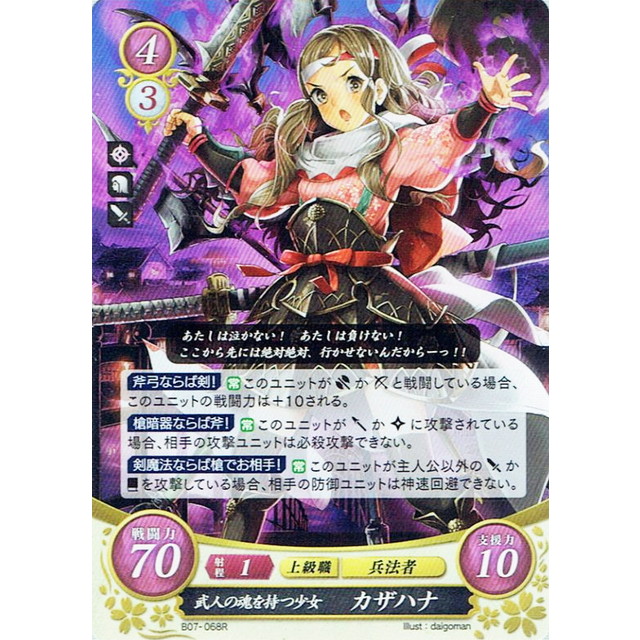 4
3
あたしは泣かない！　あたしは負けない！
ここから先には絶対絶対、行かせないんだからーっ！！
斧弓ならば剣！ 常 このユニットが か と戦闘している場合、
このユニットの戦闘力は＋10される。
槍暗器ならば斧！ 常 このユニットが か に攻撃されている
場合、相手の攻撃ユニットは必殺攻撃できない。
剣魔法ならば槍でお相手！ 常 このユニットが主人公以外の か
を攻撃している場合、相手の防御ユニットは神速回避できない。
戦闘力
70
射程 1
上級職
兵法者
支援力
10
武人の魂を持つ少女 カザハナ
B07-068R
Illust：daigoman